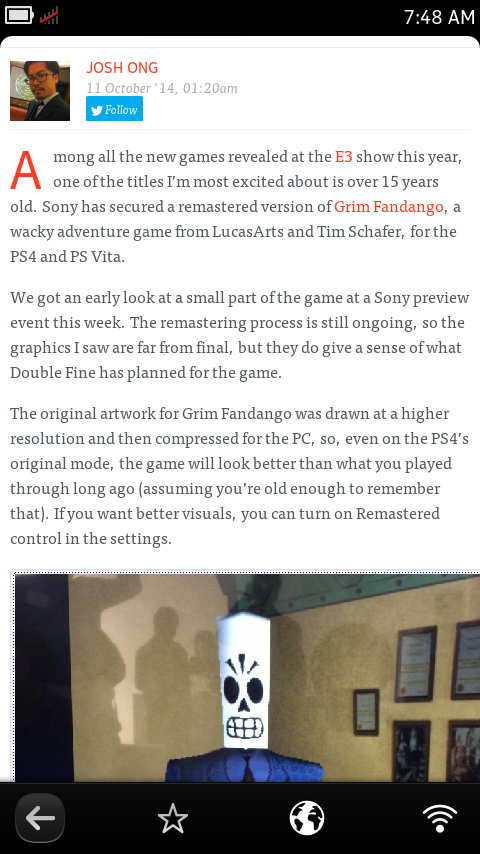 7:48 AM
JOSH ONG
11 October '14, 01:20am
Follow
Among all the new games revealed at the E3 show this year,
one of the titles I'm most excited about is over 15 years
old. Sony has secured a remastered version of Grim Fandango, a
wacky adventure game from LucasArts and Tim Schafer, for the
PS4 and PS Vita.
We got an early look at a small part of the game at a Sony preview
event this week. The remastering process is still ongoing, so the
graphics I saw are far from final, but they do give a sense of what
Double Fine has planned for the game.
The original artwork for Grim Fandango was drawn at a higher
resolution and then compressed for the PC, so, even on the PS4's
original mode, the game will look better than what you played
through long ago (assuming you're old enough to remember
that). If you want better visuals, you can turn on Remastered
control in the settings.